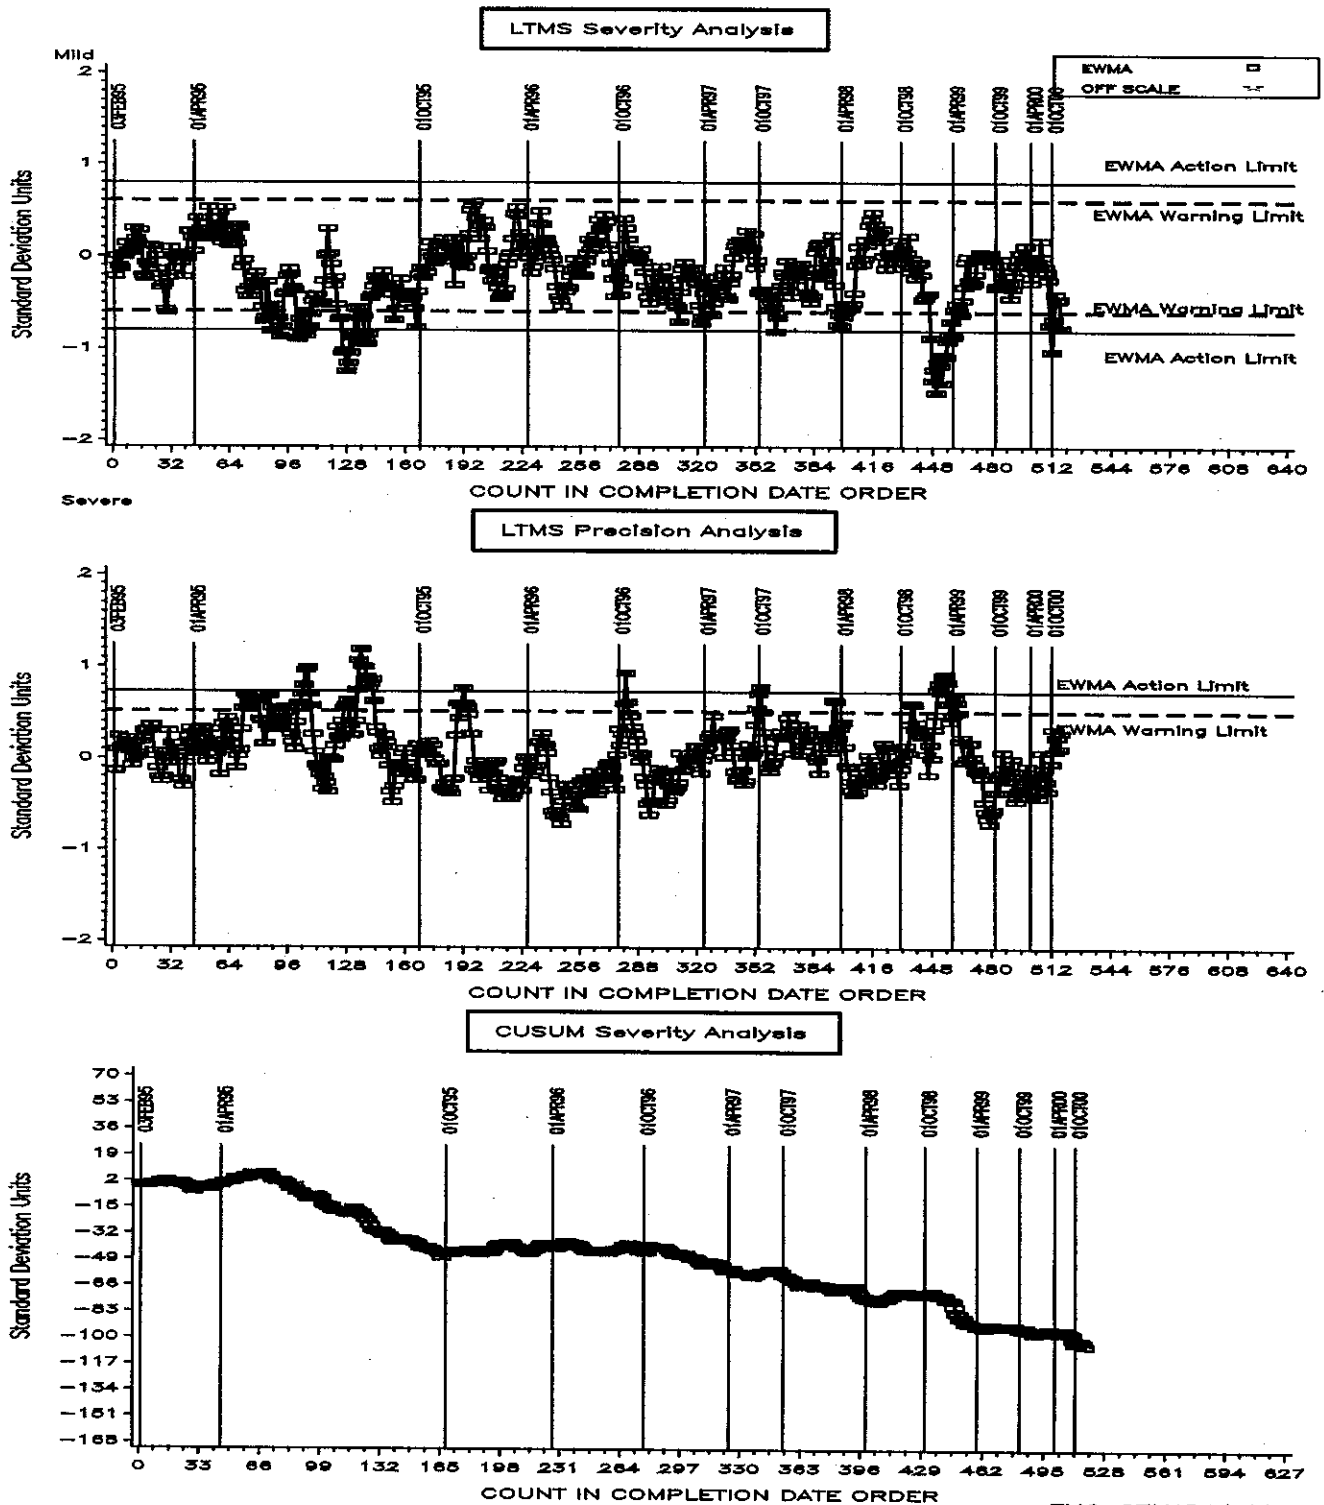 LTMS Severity Analysis
Mild
EWMA
OFF SCALE
03FEB95 01APR95 01OCT95 01APR96 01OCT96 01APR97 01OCT97 01APR98 01OCT98 01APR99 01OCT99 01APR00 01OCT00
Standard Deviation Units
2
1
0
-1
-2
EWMA Action Limit
EWMA Warning Limit
EWMA Warning Limit
EWMA Action Limit
0 32 64 96 128 160 192 224 256 288 320 352 384 416 448 480 512 544 576 608 640
COUNT IN COMPLETION DATE ORDER
Severe
LTMS Precision Analysis
03FEB95 01APR95 01OCT95 01APR96 01OCT96 01APR97 01OCT97 01APR98 01OCT98 01APR99 01OCT99 01APR00 01OCT00
Standard Deviation Units
2
1
0
-1
-2
EWMA Action Limit
EWMA Warning Limit
0 32 64 96 128 160 192 224 256 288 320 352 384 416 448 480 512 544 576 608 640
COUNT IN COMPLETION DATE ORDER
CUSUM Severity Analysis
03FEB95 01APR95 01OCT95 01APR96 01OCT96 01APR97 01OCT97 01APR98 01OCT98 01APR99 01OCT99 01APR00 01OCT00
Standard Deviation Units
70
53
36
19
2
-15
-32
-49
-66
-83
-100
-117
-134
-151
-168
0 33 66 99 132 165 198 231 264 297 330 363 396 429 462 495 528 561 594 627
COUNT IN COMPLETION DATE ORDER